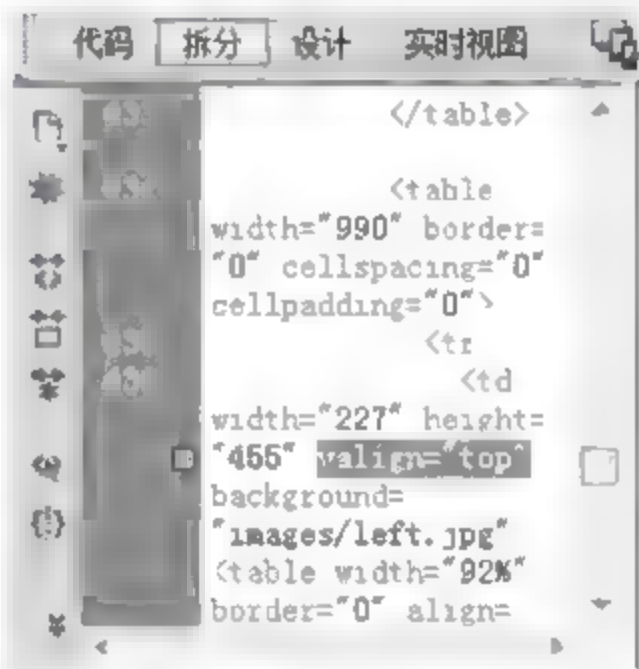 代码 拆分 设计 实时视图
</table>
<table
width="990" border=
"0" cellspacing="0"
cellpadding="0">
<tr
<td
width="227" height=
"455" valign="top"
background=
"images/left.jpg"
<table width="92%"
border="0" align=